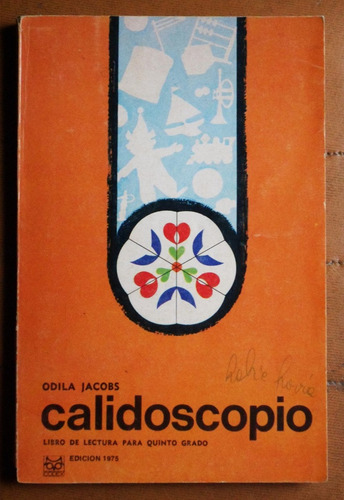 ODILA JACOBS
calidoscopio
LIBRO DE LECTURA PARA QUINTO GRADO
EDICION 1975